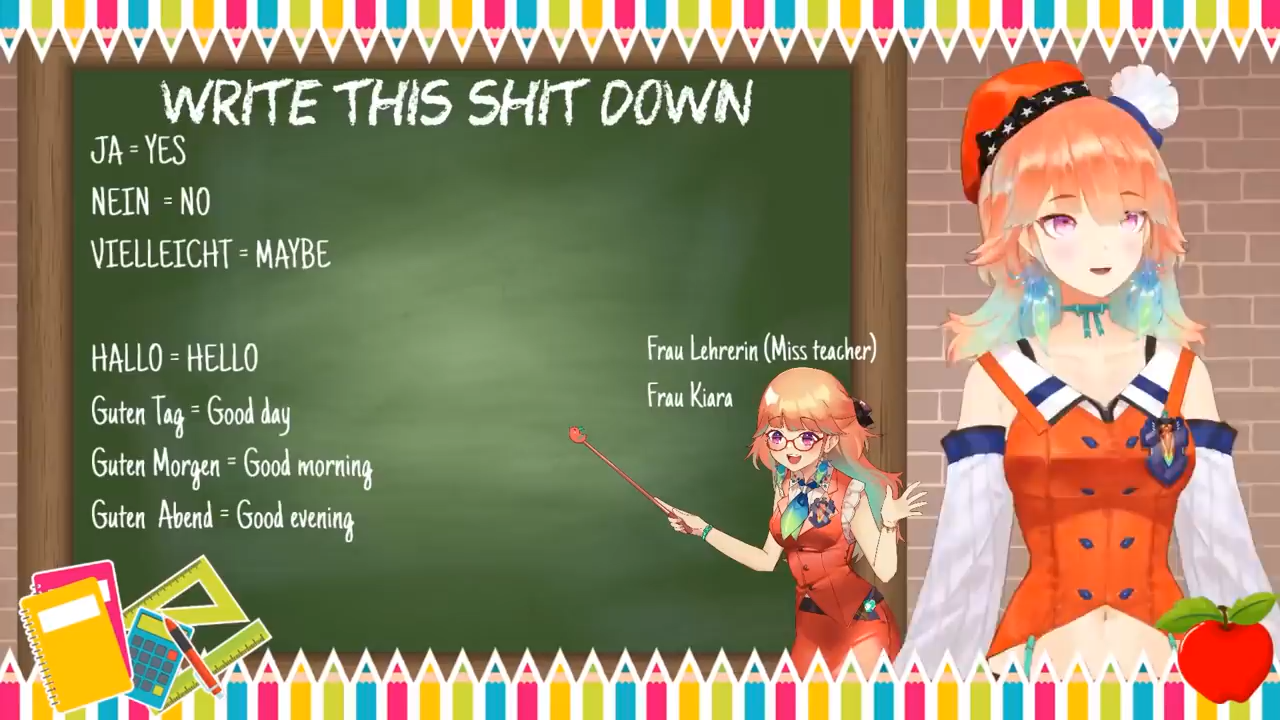 WRITE THIS SHIT DOWN
JA = YES
NEIN = NO
VIELLEICHT = MAYBE
HALLO = HELLO
Guten Tag = Good day
Guten Morgen = Good morning
Guten Abend = Good evening
Frau Lehrerin (Miss teacher)
Frau Kiara